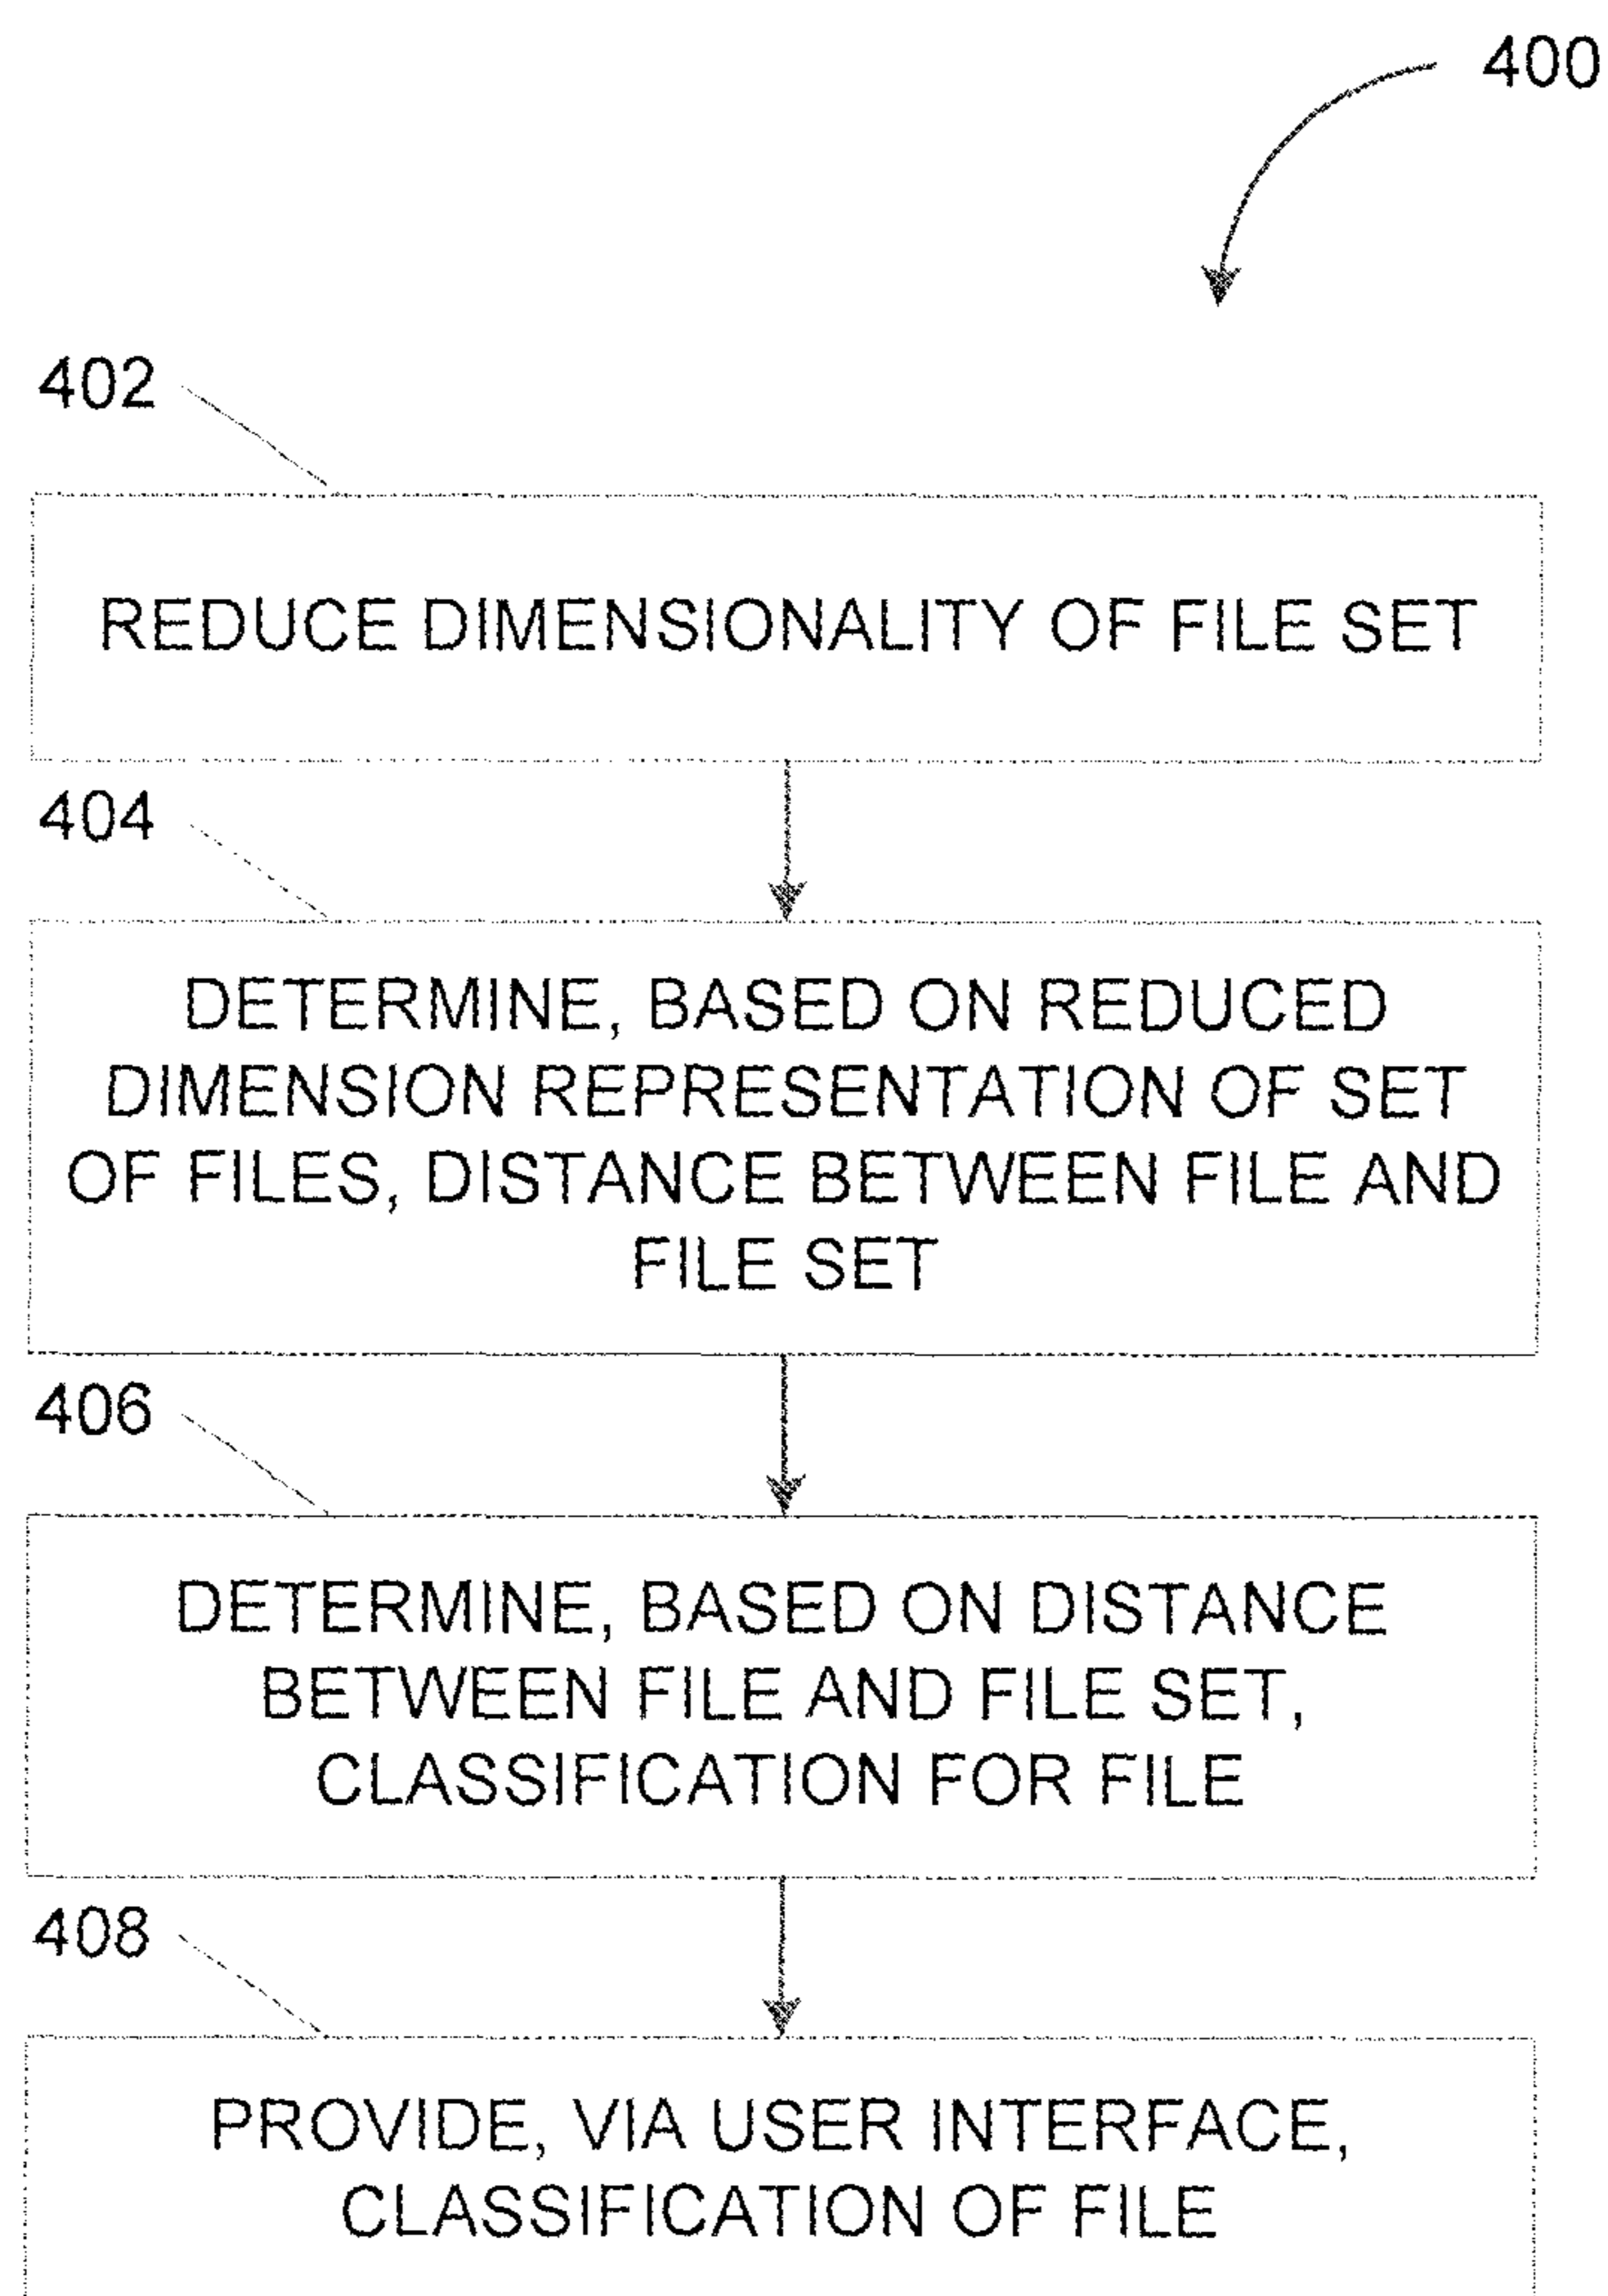 400
402
REDUCE DIMENSIONALITY OF FILE SET
404
DETERMINE, BASED ON REDUCED
DIMENSION REPRESENTATION OF SET
OF FILES, DISTANCE BETWEEN FILE AND
FILE SET
406
DETERMINE, BASED ON DISTANCE
BETWEEN FILE AND FILE SET,
CLASSIFICATION FOR FILE
408
PROVIDE, VIA USER INTERFACE,
CLASSIFICATION OF FILE